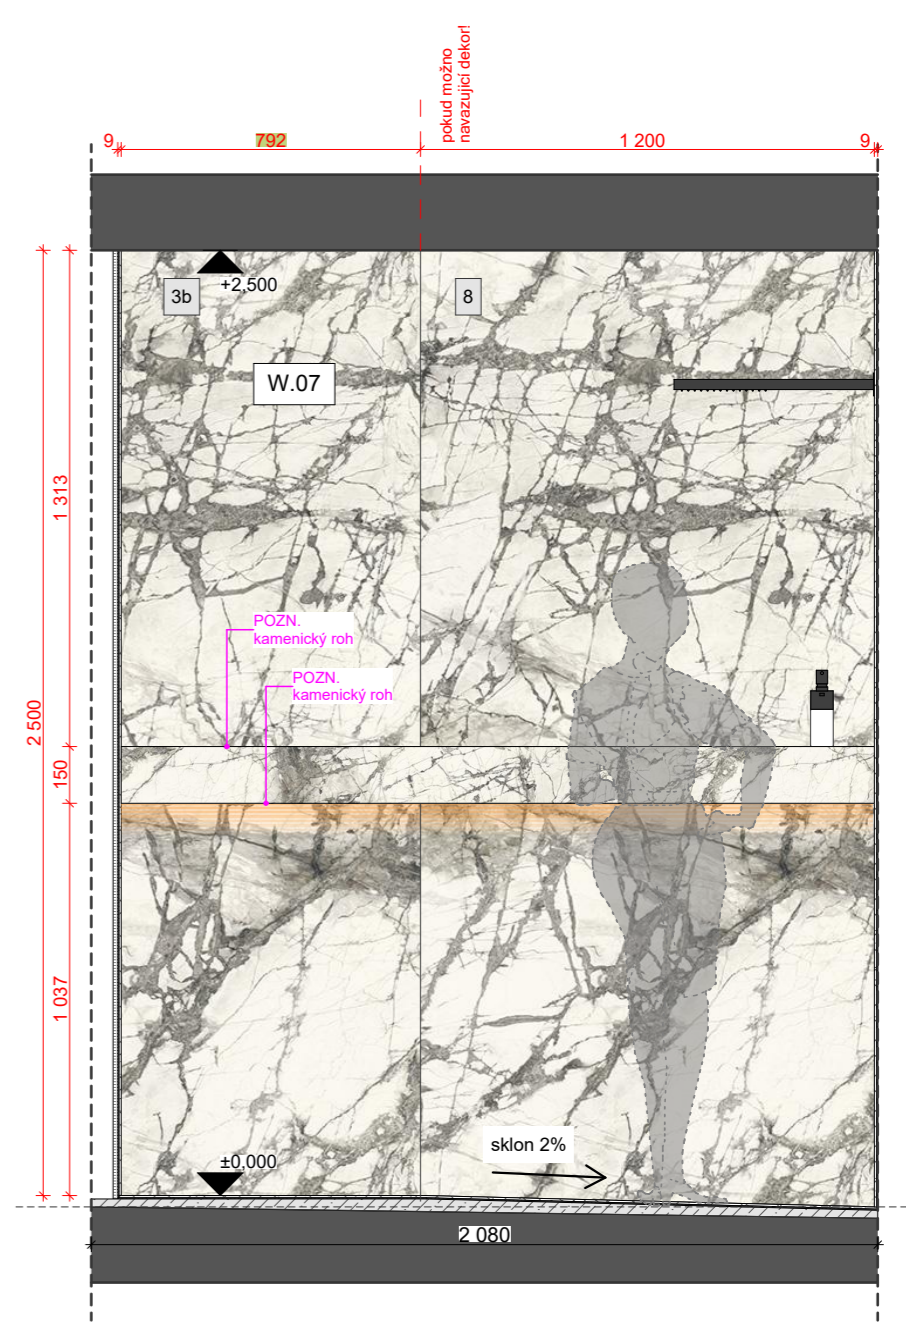 pokud možno
navazujicí dekor!
9
792
1 200
9
+2,500
3b
8
W.07
1 313
POZN.
kamenický roh
POZN.
kamenický roh
2 500
150
1 037
sklon 2%
±0,000
2 080